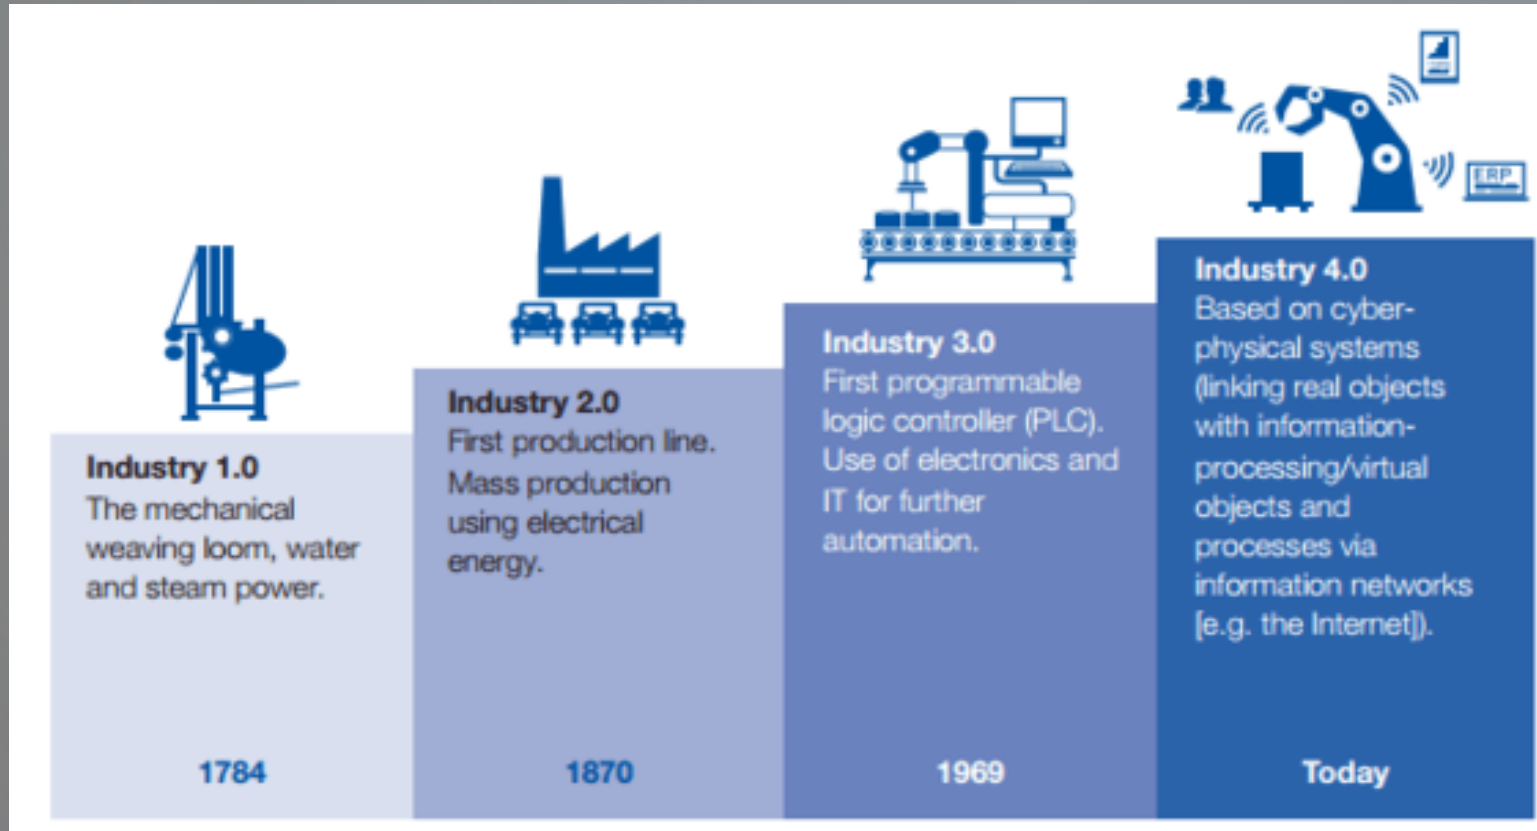 ERP
Industry 1.0
The mechanical
weaving loom, water
and steam power.
1784
Industry 2.0
First production line.
Mass production
using electrical
energy.
1870
Industry 3.0
First programmable
logic controller (PLC).
Use of electronics and
IT for further
automation.
1969
Industry 4.0
Based on cyber-
physical systems
(linking real objects
with information-
processing/virtual
objects and
processes via
information networks
[e.g. the Internet]).
Today